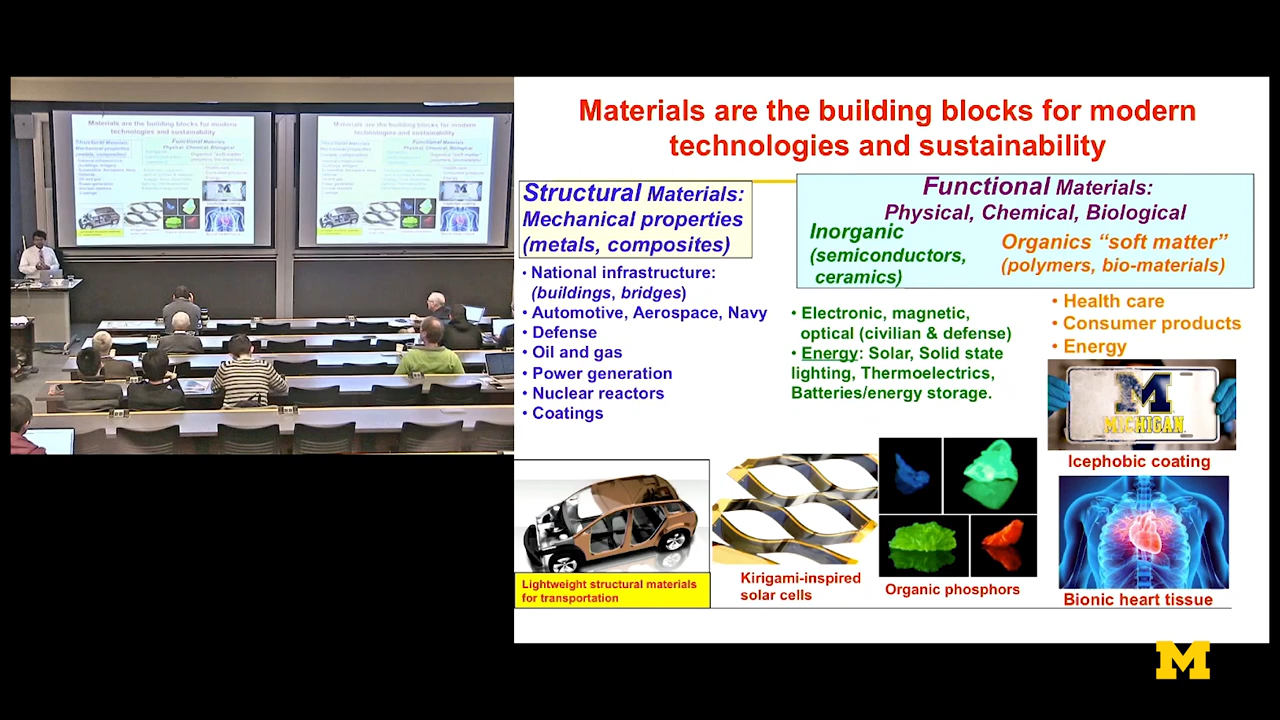 Materials are the building blocks for modern
technologies and sustainability
Structural Materials:
Mechanical properties
(metals, composites)
• National infrastructure:
(buildings, bridges)
• Automotive, Aerospace, Navy
• Defense
• Oil and gas
• Power generation
• Nuclear reactors
• Coatings
Functional Materials:
Physical, Chemical, Biological
Inorganic
(semiconductors,
ceramics)
Organics “soft matter”
(polymers, bio-materials)
• Electronic, magnetic,
optical (civilian & defense)
• Energy: Solar, Solid state
lighting, Thermoelectrics,
Batteries/energy storage.
• Health care
• Consumer products
• Energy
M
MICHIGAN
Icephobic coating
Lightweight structural materials
for transportation
Kirigami-inspired
solar cells
Organic phosphors
Bionic heart tissue
M